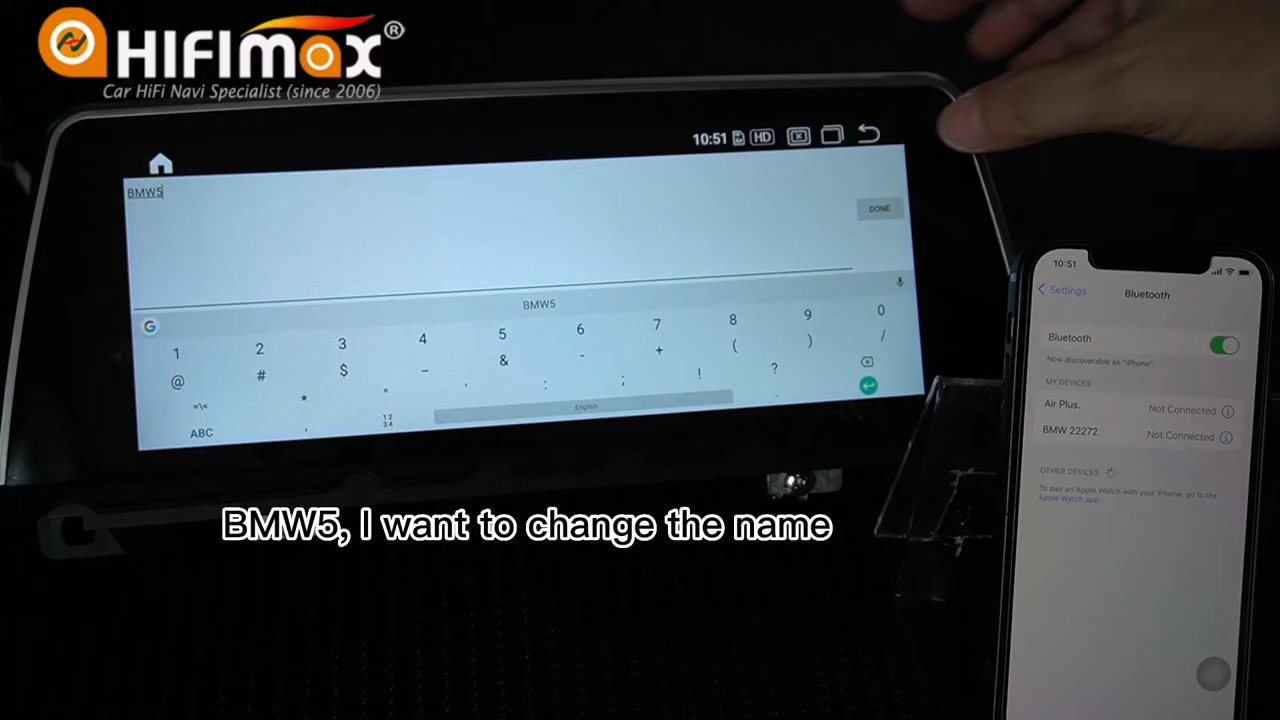 HIFIMAX®
Car HiFi Navi Specialist (since 2006)
10:51 HD
BMW5
DONE
BMW5
1 2 3 4 5 6 7 8 9 0
@ # $ – & - + ( ) /
=\< * " ' : ; ! ?
ABC , 12 34 English .
10:51
Settings Bluetooth
Bluetooth
Now discoverable as "iPhone".
MY DEVICES
Air Plus. Not Connected
BMW 22272 Not Connected
OTHER DEVICES
To pair an Apple Watch with your iPhone, go to the
Apple Watch app.
BMW5, I want to change the name